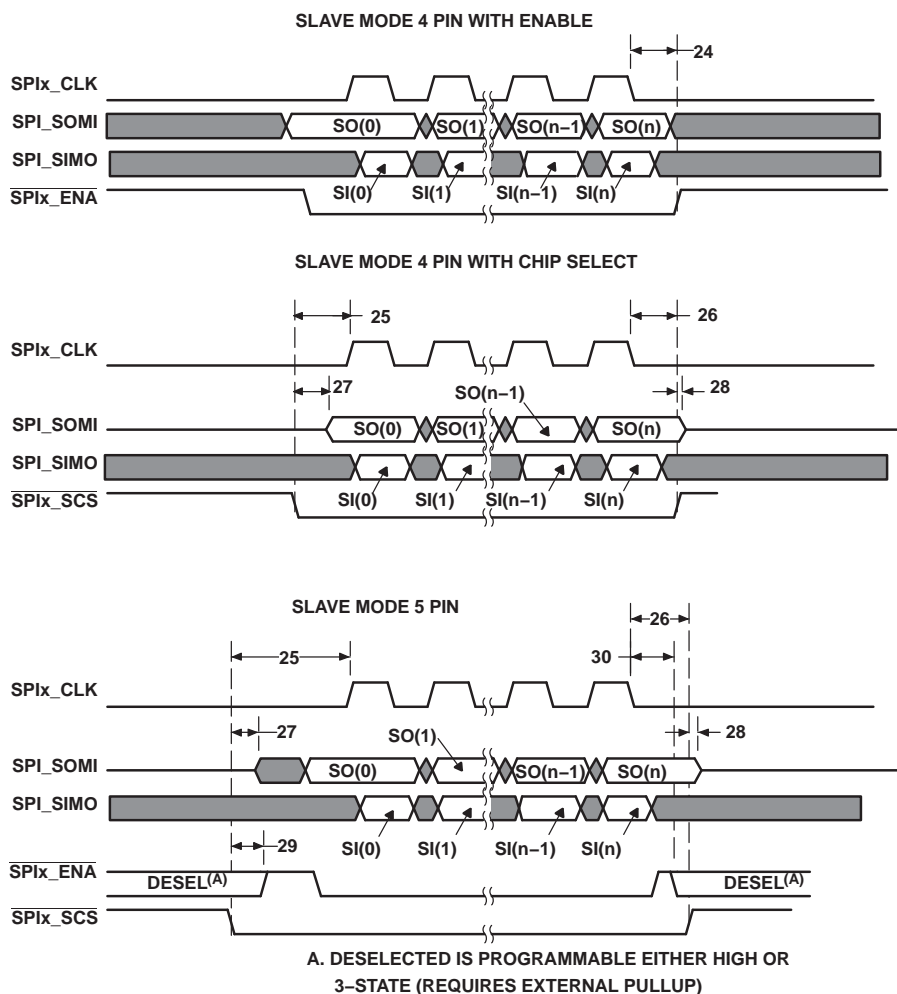 SLAVE MODE 4 PIN WITH ENABLE
24
SPIx_CLK
SPI_SOMI SO(0) SO(1) SO(n−1 SO(n)
SPI_SIMO
SI(0) SI(1) SI(n−1) SI(n)
SPIx_ENA
SLAVE MODE 4 PIN WITH CHIP SELECT
25 26
SPIx_CLK
27 SO(n−1) 28
SPI_SOMI SO(0) SO(1) SO(n)
SPI_SIMO
SI(0) SI(1) SI(n−1) SI(n)
SPIx_SCS
SLAVE MODE 5 PIN
26
25 30
SPIx_CLK
27 SO(1) 28
SPI_SOMI SO(0) SO(n−1) SO(n)
SPI_SIMO
29 SI(0) SI(1) SI(n−1) SI(n)
SPIx_ENA
DESEL(A) DESEL(A)
SPIx_SCS
A. DESELECTED IS PROGRAMMABLE EITHER HIGH OR
3−STATE (REQUIRES EXTERNAL PULLUP)